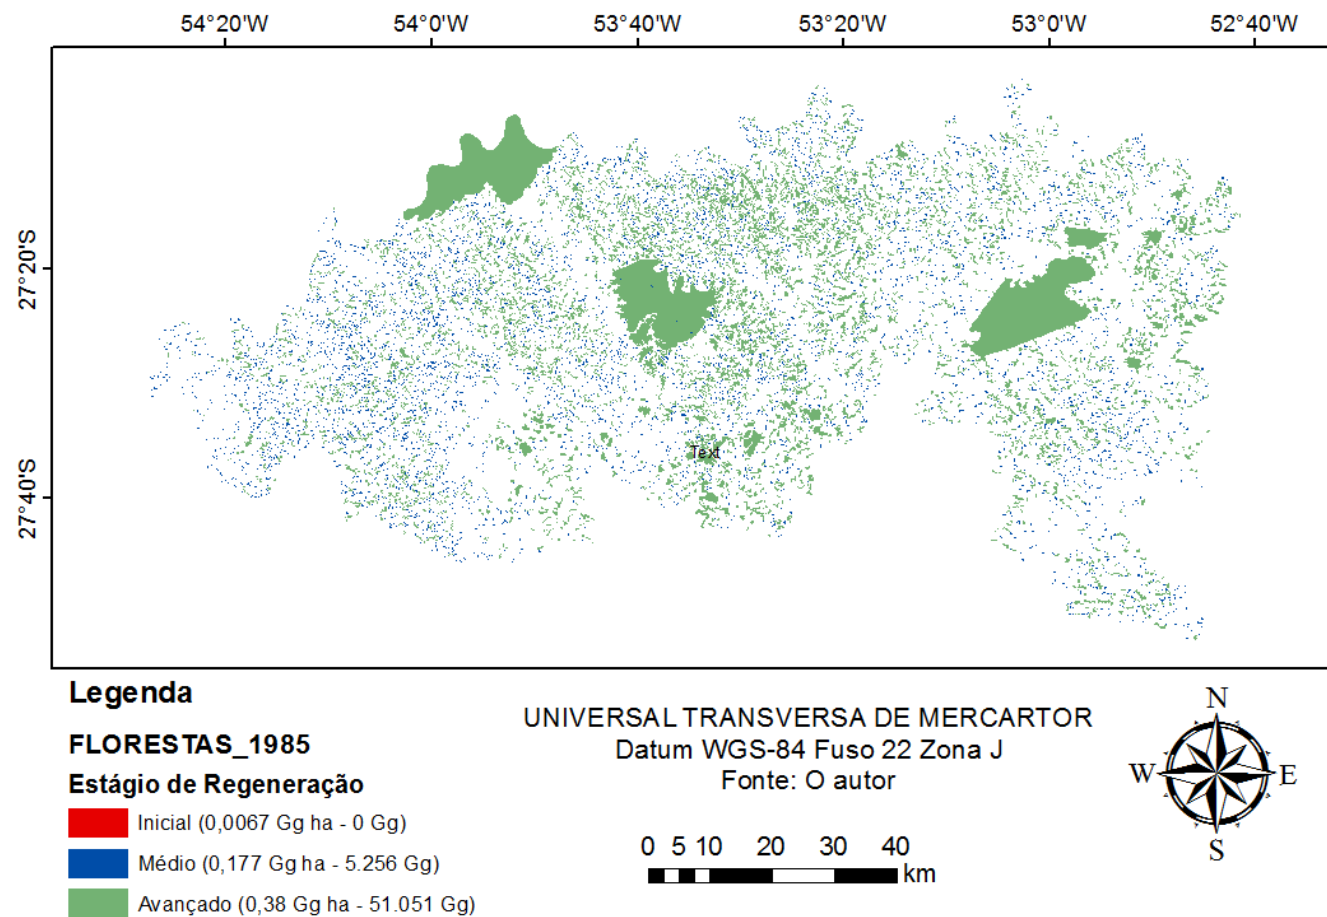 54°20'W 54°0'W 53°40'W 53°20'W 53°0'W 52°40'W
27°20'S
27°40'S
Text
Legenda
FLORESTAS_1985
Estágio de Regeneração
Inicial (0,0067 Gg ha - 0 Gg)
Médio (0,177 Gg ha - 5.256 Gg)
Avançado (0,38 Gg ha - 51.051 Gg)
UNIVERSAL TRANSVERSA DE MERCARTOR
Datum WGS-84 Fuso 22 Zona J
Fonte: O autor
0 5 10 20 30 40
km
N
W E
S